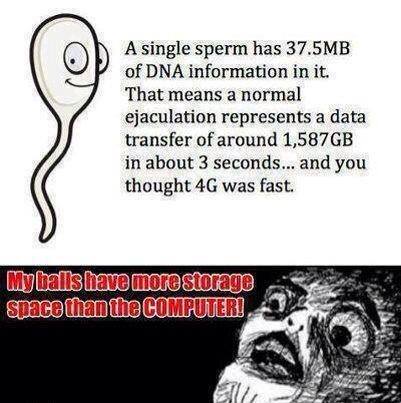 A single sperm has 37.5MB
of DNA information in it.
That means a normal
ejaculation represents a data
transfer of around 1,587GB
in about 3 seconds... and you
thought 4G was fast.
My balls have more storage
space than the COMPUTER!